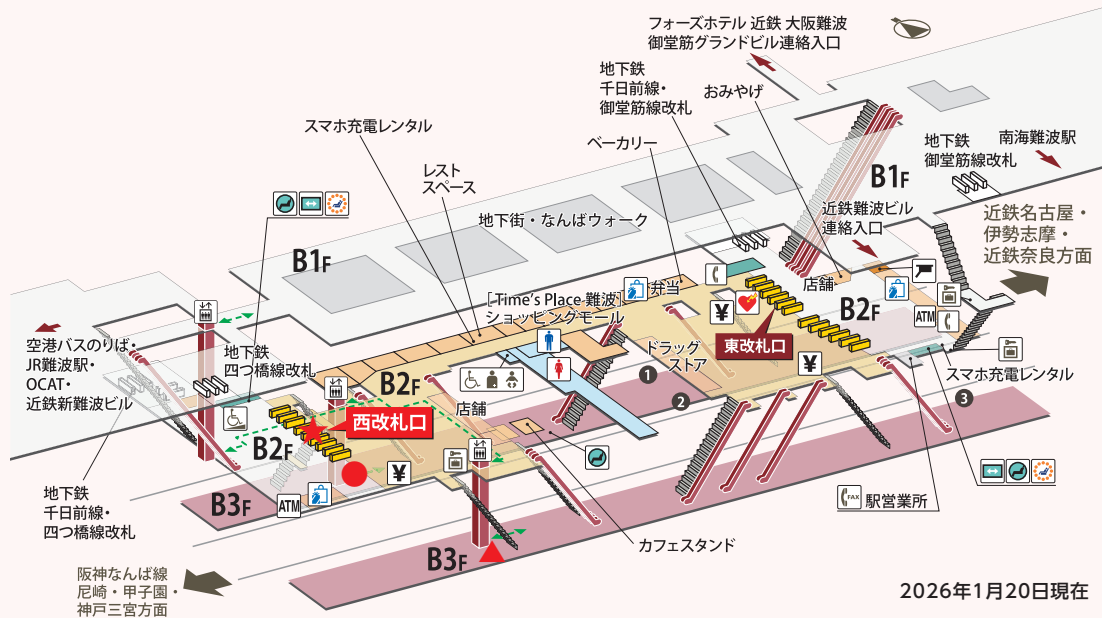 フォーズホテル 近鉄 大阪難波
御堂筋グランドビル連絡入口
地下鉄
千日前線・
御堂筋線改札
おみやげ
スマホ充電レンタル
ベーカリー
地下鉄
御堂筋線改札
南海難波駅
レスト
スペース
B1F
近鉄難波ビル
連絡入口
近鉄名古屋・
伊勢志摩・
近鉄奈良方面
地下街・なんばウォーク
B1F
弁当
店舗
[Time's Place 難波]
ショッピングモール
¥
B2F
ATM
東改札口
空港バスのりば・
JR難波駅・
OCAT・
近鉄新難波ビル
地下鉄
四つ橋線改札
ドラッグ
ストア
¥
スマホ充電レンタル
B2F
1
2
3
店舗
西改札口
B2F
¥
B3F
ATM
地下鉄
千日前線・
四つ橋線改札
FAX
駅営業所
カフェスタンド
B3F
阪神なんば線
尼崎・甲子園・
神戸三宮方面
2026年1月20日現在